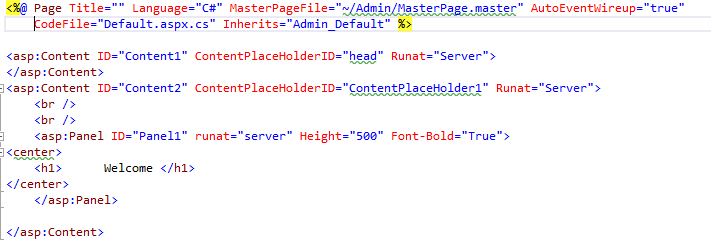 <%@ Page Title="" Language="C#" MasterPageFile="~/Admin/MasterPage.master" AutoEventWireup="true"
    CodeFile="Default.aspx.cs" Inherits="Admin_Default" %>

<asp:Content ID="Content1" ContentPlaceHolderID="head" Runat="Server">
</asp:Content>
<asp:Content ID="Content2" ContentPlaceHolderID="ContentPlaceHolder1" Runat="Server">
    <br />
    <br />
    <asp:Panel ID="Panel1" runat="server" Height="500" Font-Bold="True">
<center>
    <h1>      Welcome </h1>
</center>
    </asp:Panel>

</asp:Content>